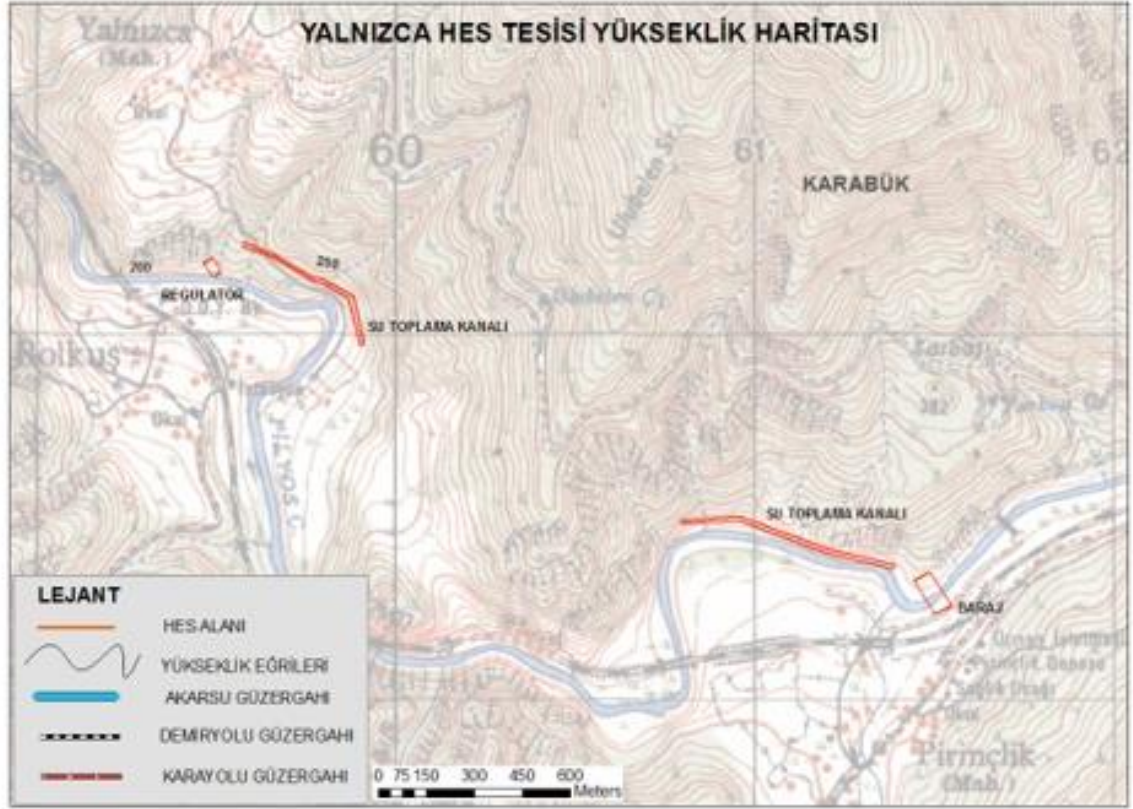 YALNIZCA HES TESİSİ YÜKSEKLİK HARİTASI
Yalnızca
(Mah.)
59
60
61
62
KARABÜK
200
250
REGULATÖR
SU TOPLAMA KANALI
SU TOPLAMA KANALI
BARAJ
Pirinçlik
(Mah.)
LEJANT
HES ALANI
YÜKSEKLİK EĞRİLERİ
AKARSU GÜZERGAHI
DEMİRYOLU GÜZERGAHI
KARAYOLU GÜZERGAHI
0 75 150 300 450 600
Meters